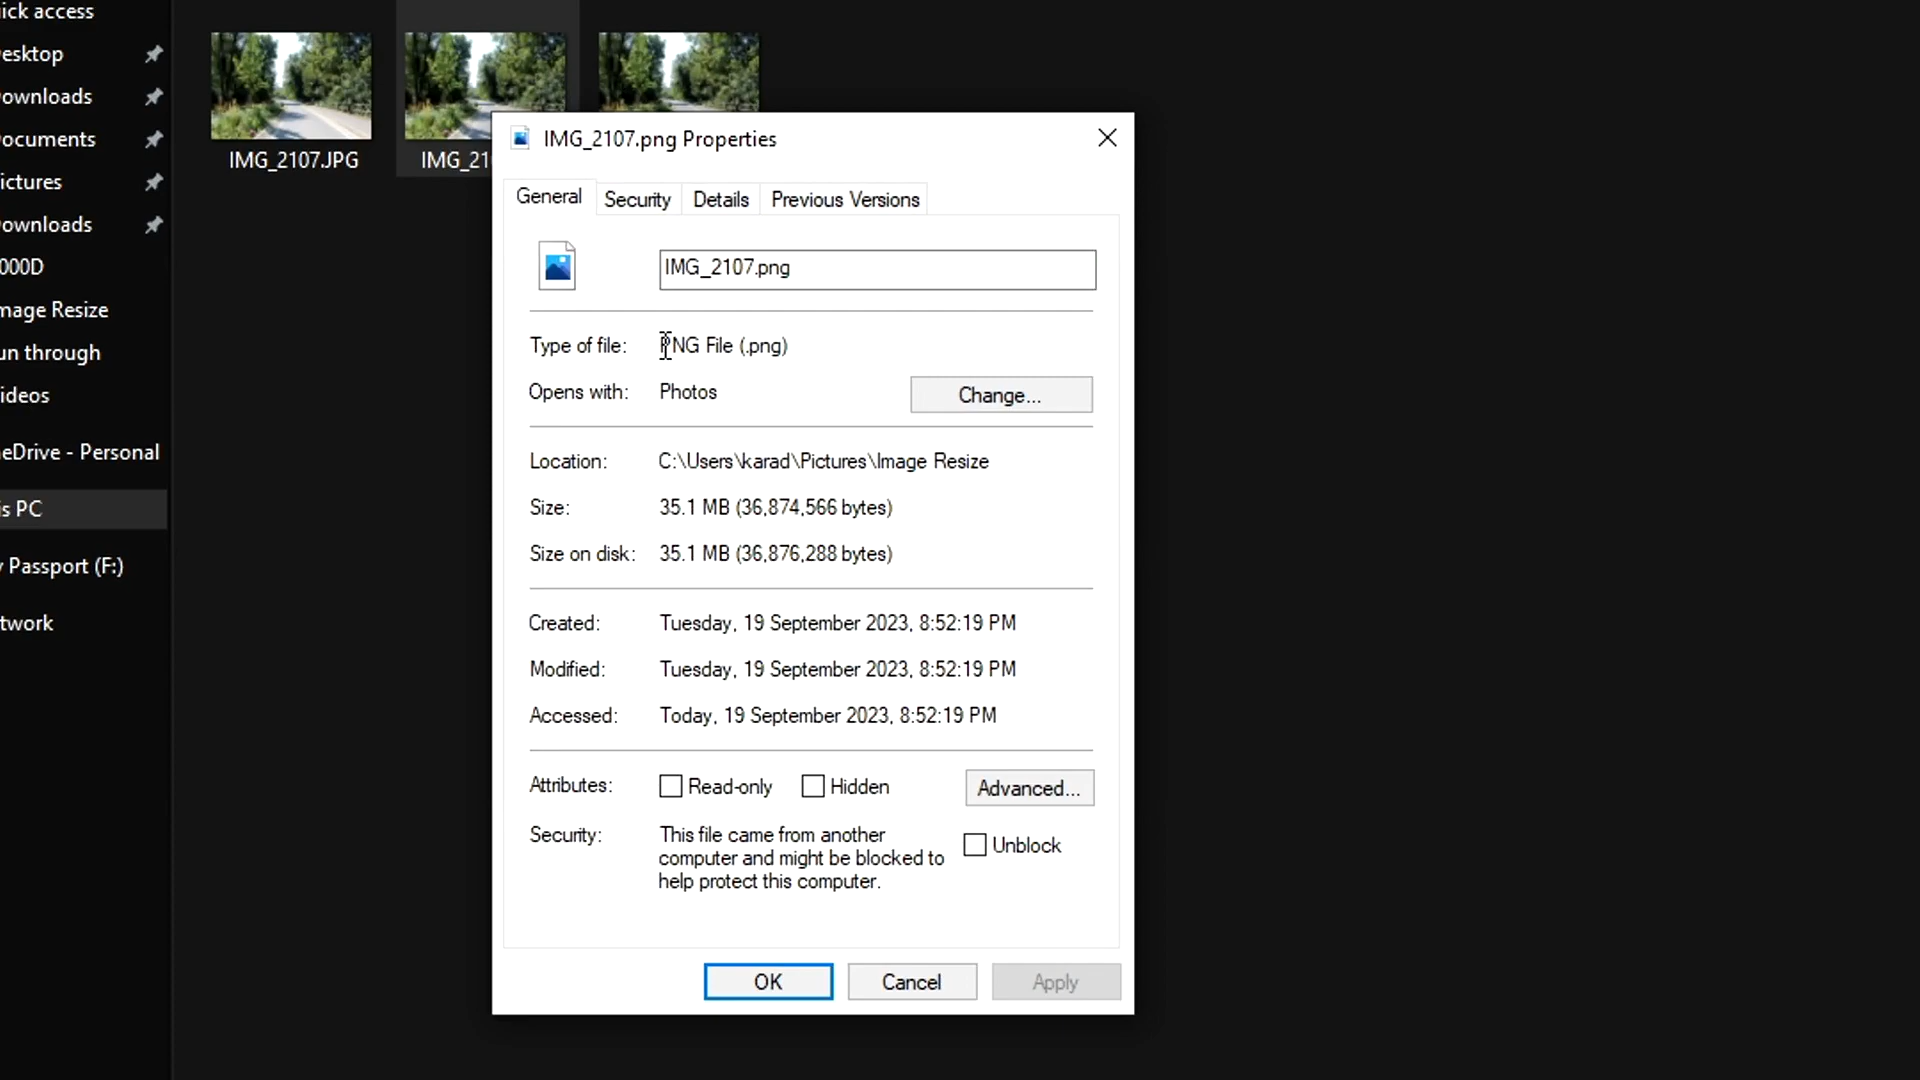 ick access
esktop
ownloads
ocuments
ictures
ownloads
000D
mage Resize
un through
ideos
eDrive - Personal
is PC
y Passport (F:)
twork
IMG_2107.JPG
IMG_21
IMG_2107.png Properties
General
Security
Details
Previous Versions
IMG_2107.png
Type of file:
PNG File (.png)
Opens with:
Photos
Change...
Location:
C:\Users\karad\Pictures\Image Resize
Size:
35.1 MB (36,874,566 bytes)
Size on disk:
35.1 MB (36,876,288 bytes)
Created:
Tuesday, 19 September 2023, 8:52:19 PM
Modified:
Tuesday, 19 September 2023, 8:52:19 PM
Accessed:
Today, 19 September 2023, 8:52:19 PM
Attributes:
Read-only
Hidden
Advanced...
Security:
This file came from another
computer and might be blocked to
help protect this computer.
Unblock
OK
Cancel
Apply